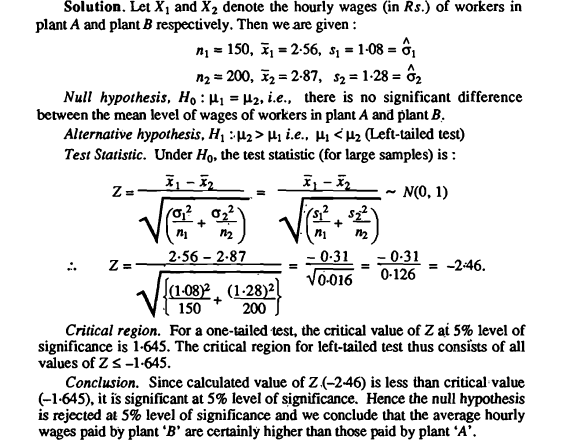 Solution. Let X₁ and X₂ denote the hourly wages (in Rs.) of workers in
plant A and plant B respectively. Then we are given :
n₁ = 150, x̄₁ = 2·56, s₁ = 1·08 = σ̂₁
n₂ = 200, x̄₂ = 2·87, s₂ = 1·28 = σ̂₂
Null hypothesis, H₀ : μ₁ = μ₂, i.e., there is no significant difference
between the mean level of wages of workers in plant A and plant B.
Alternative hypothesis, H₁ : μ₂ > μ₁ i.e., μ₁ < μ₂ (Left-tailed test)
Test Statistic. Under H₀, the test statistic (for large samples) is :
Z = (x̄₁ − x̄₂) / √(σ₁²/n₁ + σ₂²/n₂) = (x̄₁ − x̄₂) / √(s₁²/n₁ + s₂²/n₂) ~ N(0, 1)
∴ Z = (2·56 − 2·87) / √{(1·08)²/150 + (1·28)²/200} = −0·31/√0·016 = −0·31/0·126 = −2·46.
Critical region. For a one-tailed test, the critical value of Z at 5% level of
significance is 1·645. The critical region for left-tailed test thus consists of all
values of Z ≤ −1·645.
Conclusion. Since calculated value of Z (−2·46) is less than critical value
(−1·645), it is significant at 5% level of significance. Hence the null hypothesis
is rejected at 5% level of significance and we conclude that the average hourly
wages paid by plant 'B' are certainly higher than those paid by plant 'A'.